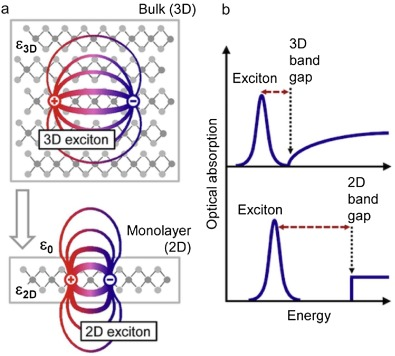 a
Bulk (3D)
ε3D
+
−
3D exciton
Monolayer
(2D)
ε0
ε2D
+
−
2D exciton
b
Optical absorption
3D
band
gap
Exciton
2D
band
gap
Exciton
Energy